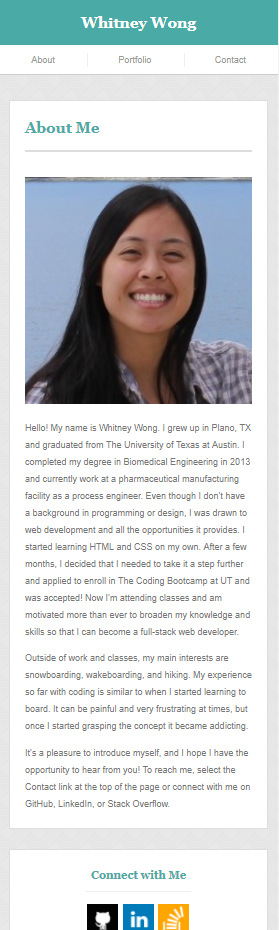 Whitney Wong
About
Portfolio
Contact
About Me
Hello! My name is Whitney Wong. I grew up in Plano, TX
and graduated from The University of Texas at Austin. I
completed my degree in Biomedical Engineering in 2013
and currently work at a pharmaceutical manufacturing
facility as a process engineer. Even though I don't have
a background in programming or design, I was drawn to
web development and all the opportunities it provides. I
started learning HTML and CSS on my own. After a few
months, I decided that I needed to take it a step further
and applied to enroll in The Coding Bootcamp at UT and
was accepted! Now I'm attending classes and am
motivated more than ever to broaden my knowledge and
skills so that I can become a full-stack web developer.
Outside of work and classes, my main interests are
snowboarding, wakeboarding, and hiking. My experience
so far with coding is similar to when I started learning to
board. It can be painful and very frustrating at times, but
once I started grasping the concept it became addicting.
It's a pleasure to introduce myself, and I hope I have the
opportunity to hear from you! To reach me, select the
Contact link at the top of the page or connect with me on
GitHub, LinkedIn, or Stack Overflow.
Connect with Me
in